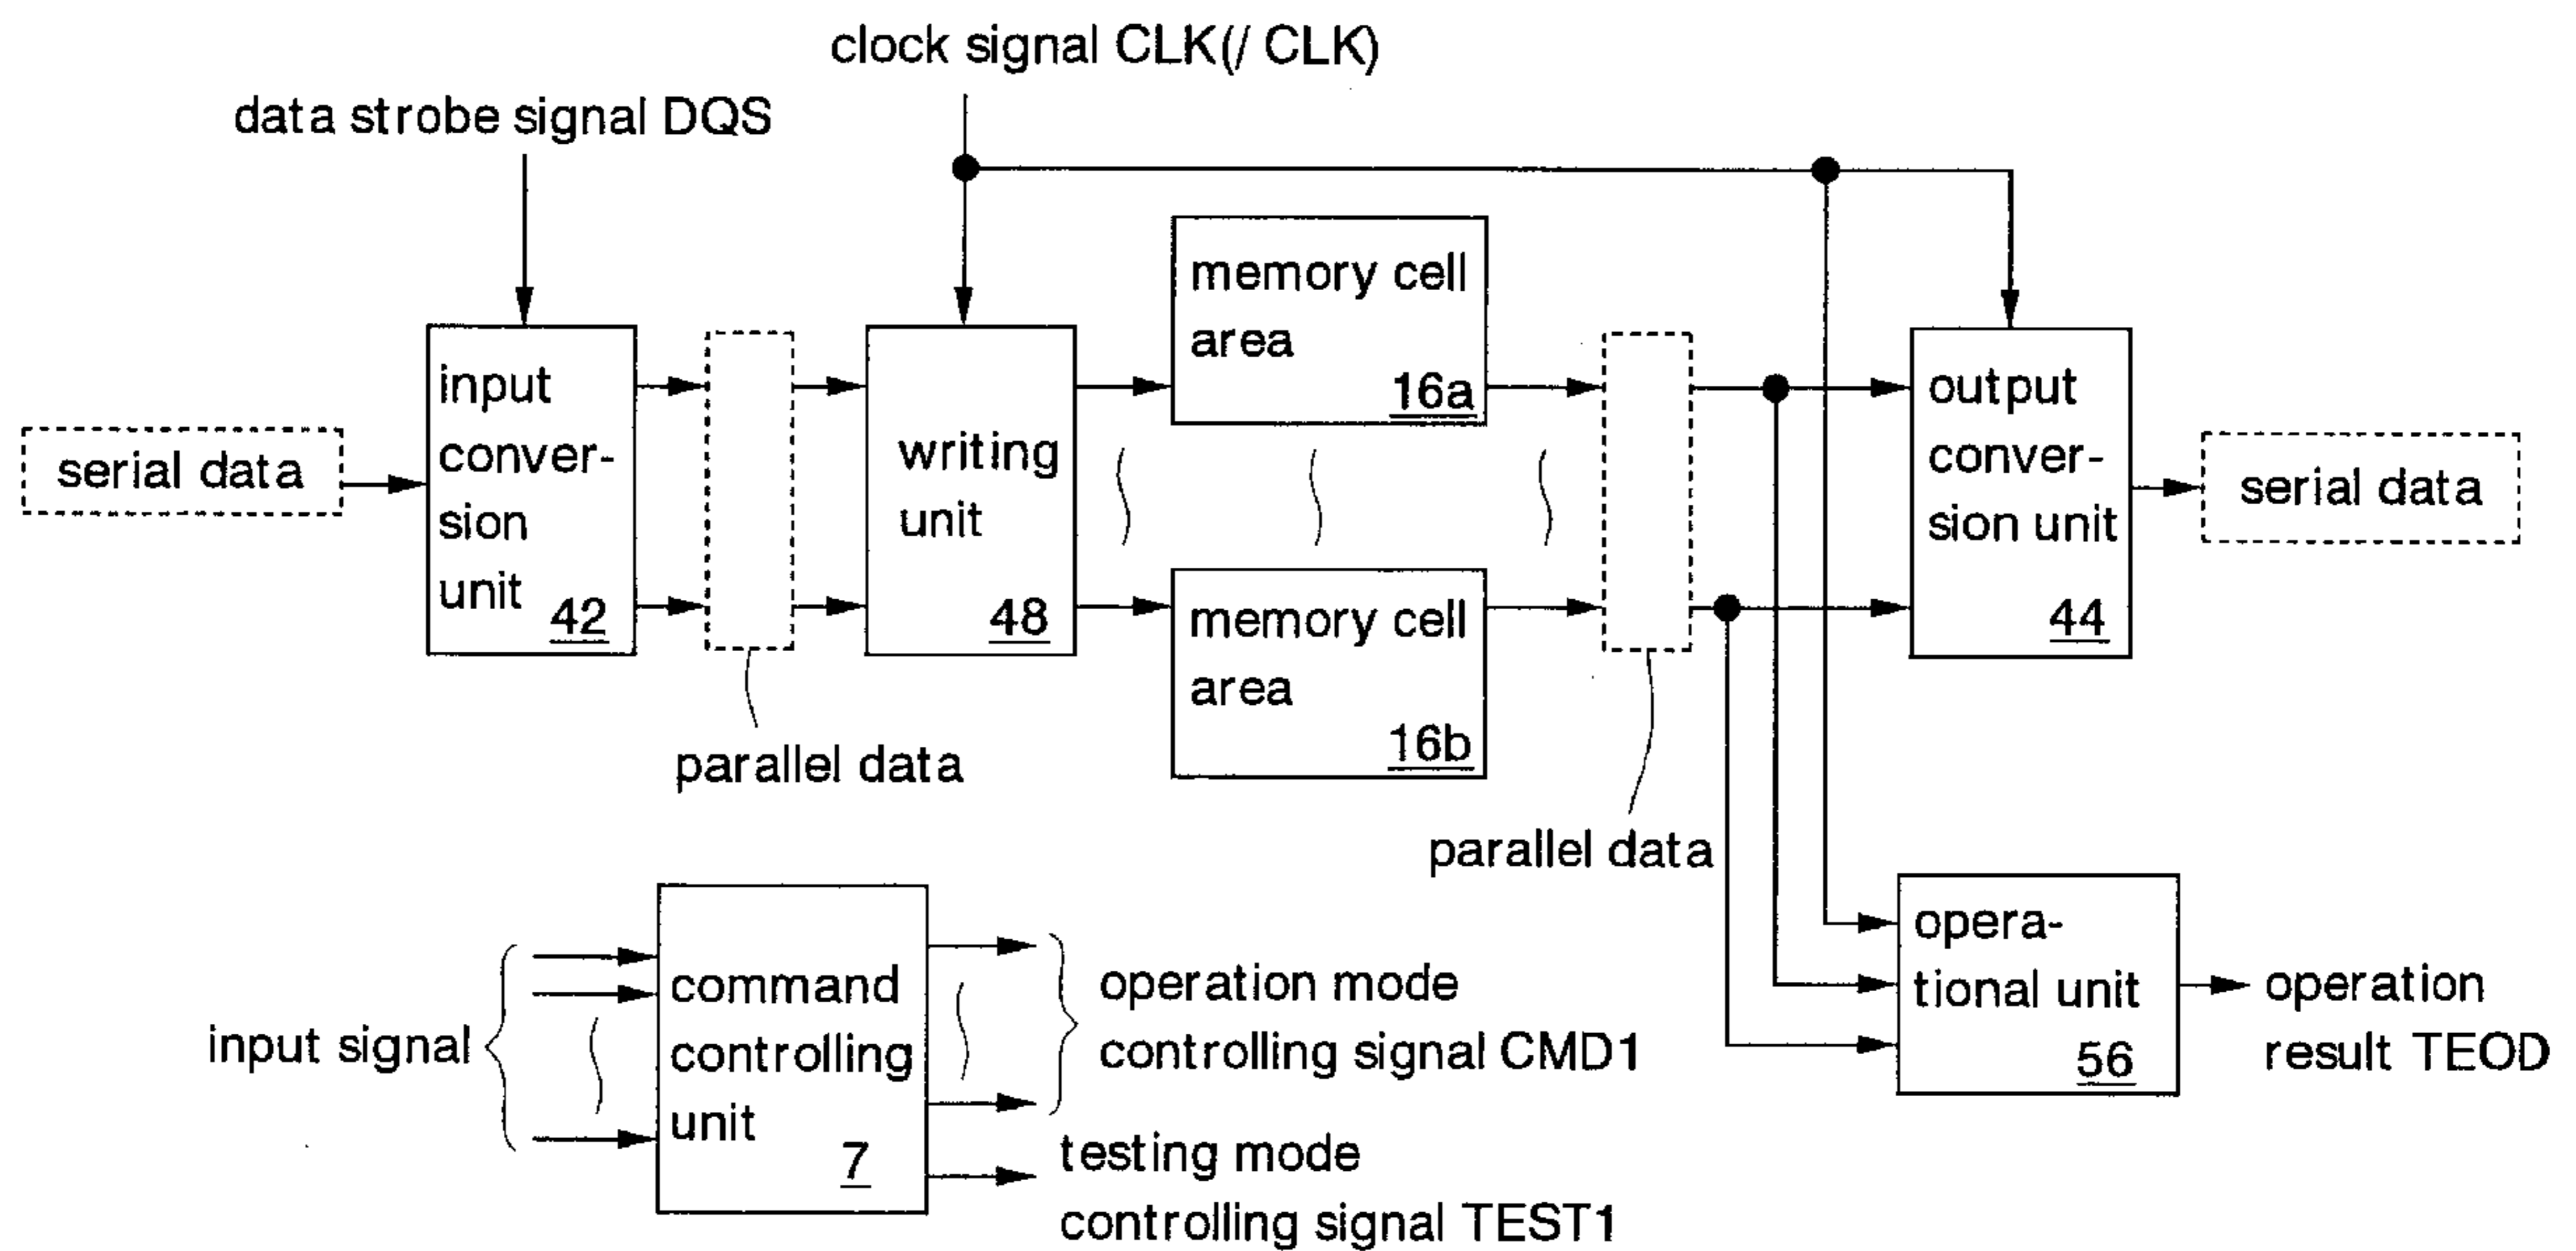 clock signal CLK(/ CLK)
data strobe signal DQS
serial data
input
conver-
sion
unit 42
parallel data
writing
unit
48
memory cell
area
16a
memory cell
area
16b
parallel data
output
conver-
sion unit
44
serial data
opera-
tional unit
56
operation
result TEOD
input signal
command
controlling
unit
7
operation mode
controlling signal CMD1
testing mode
controlling signal TEST1